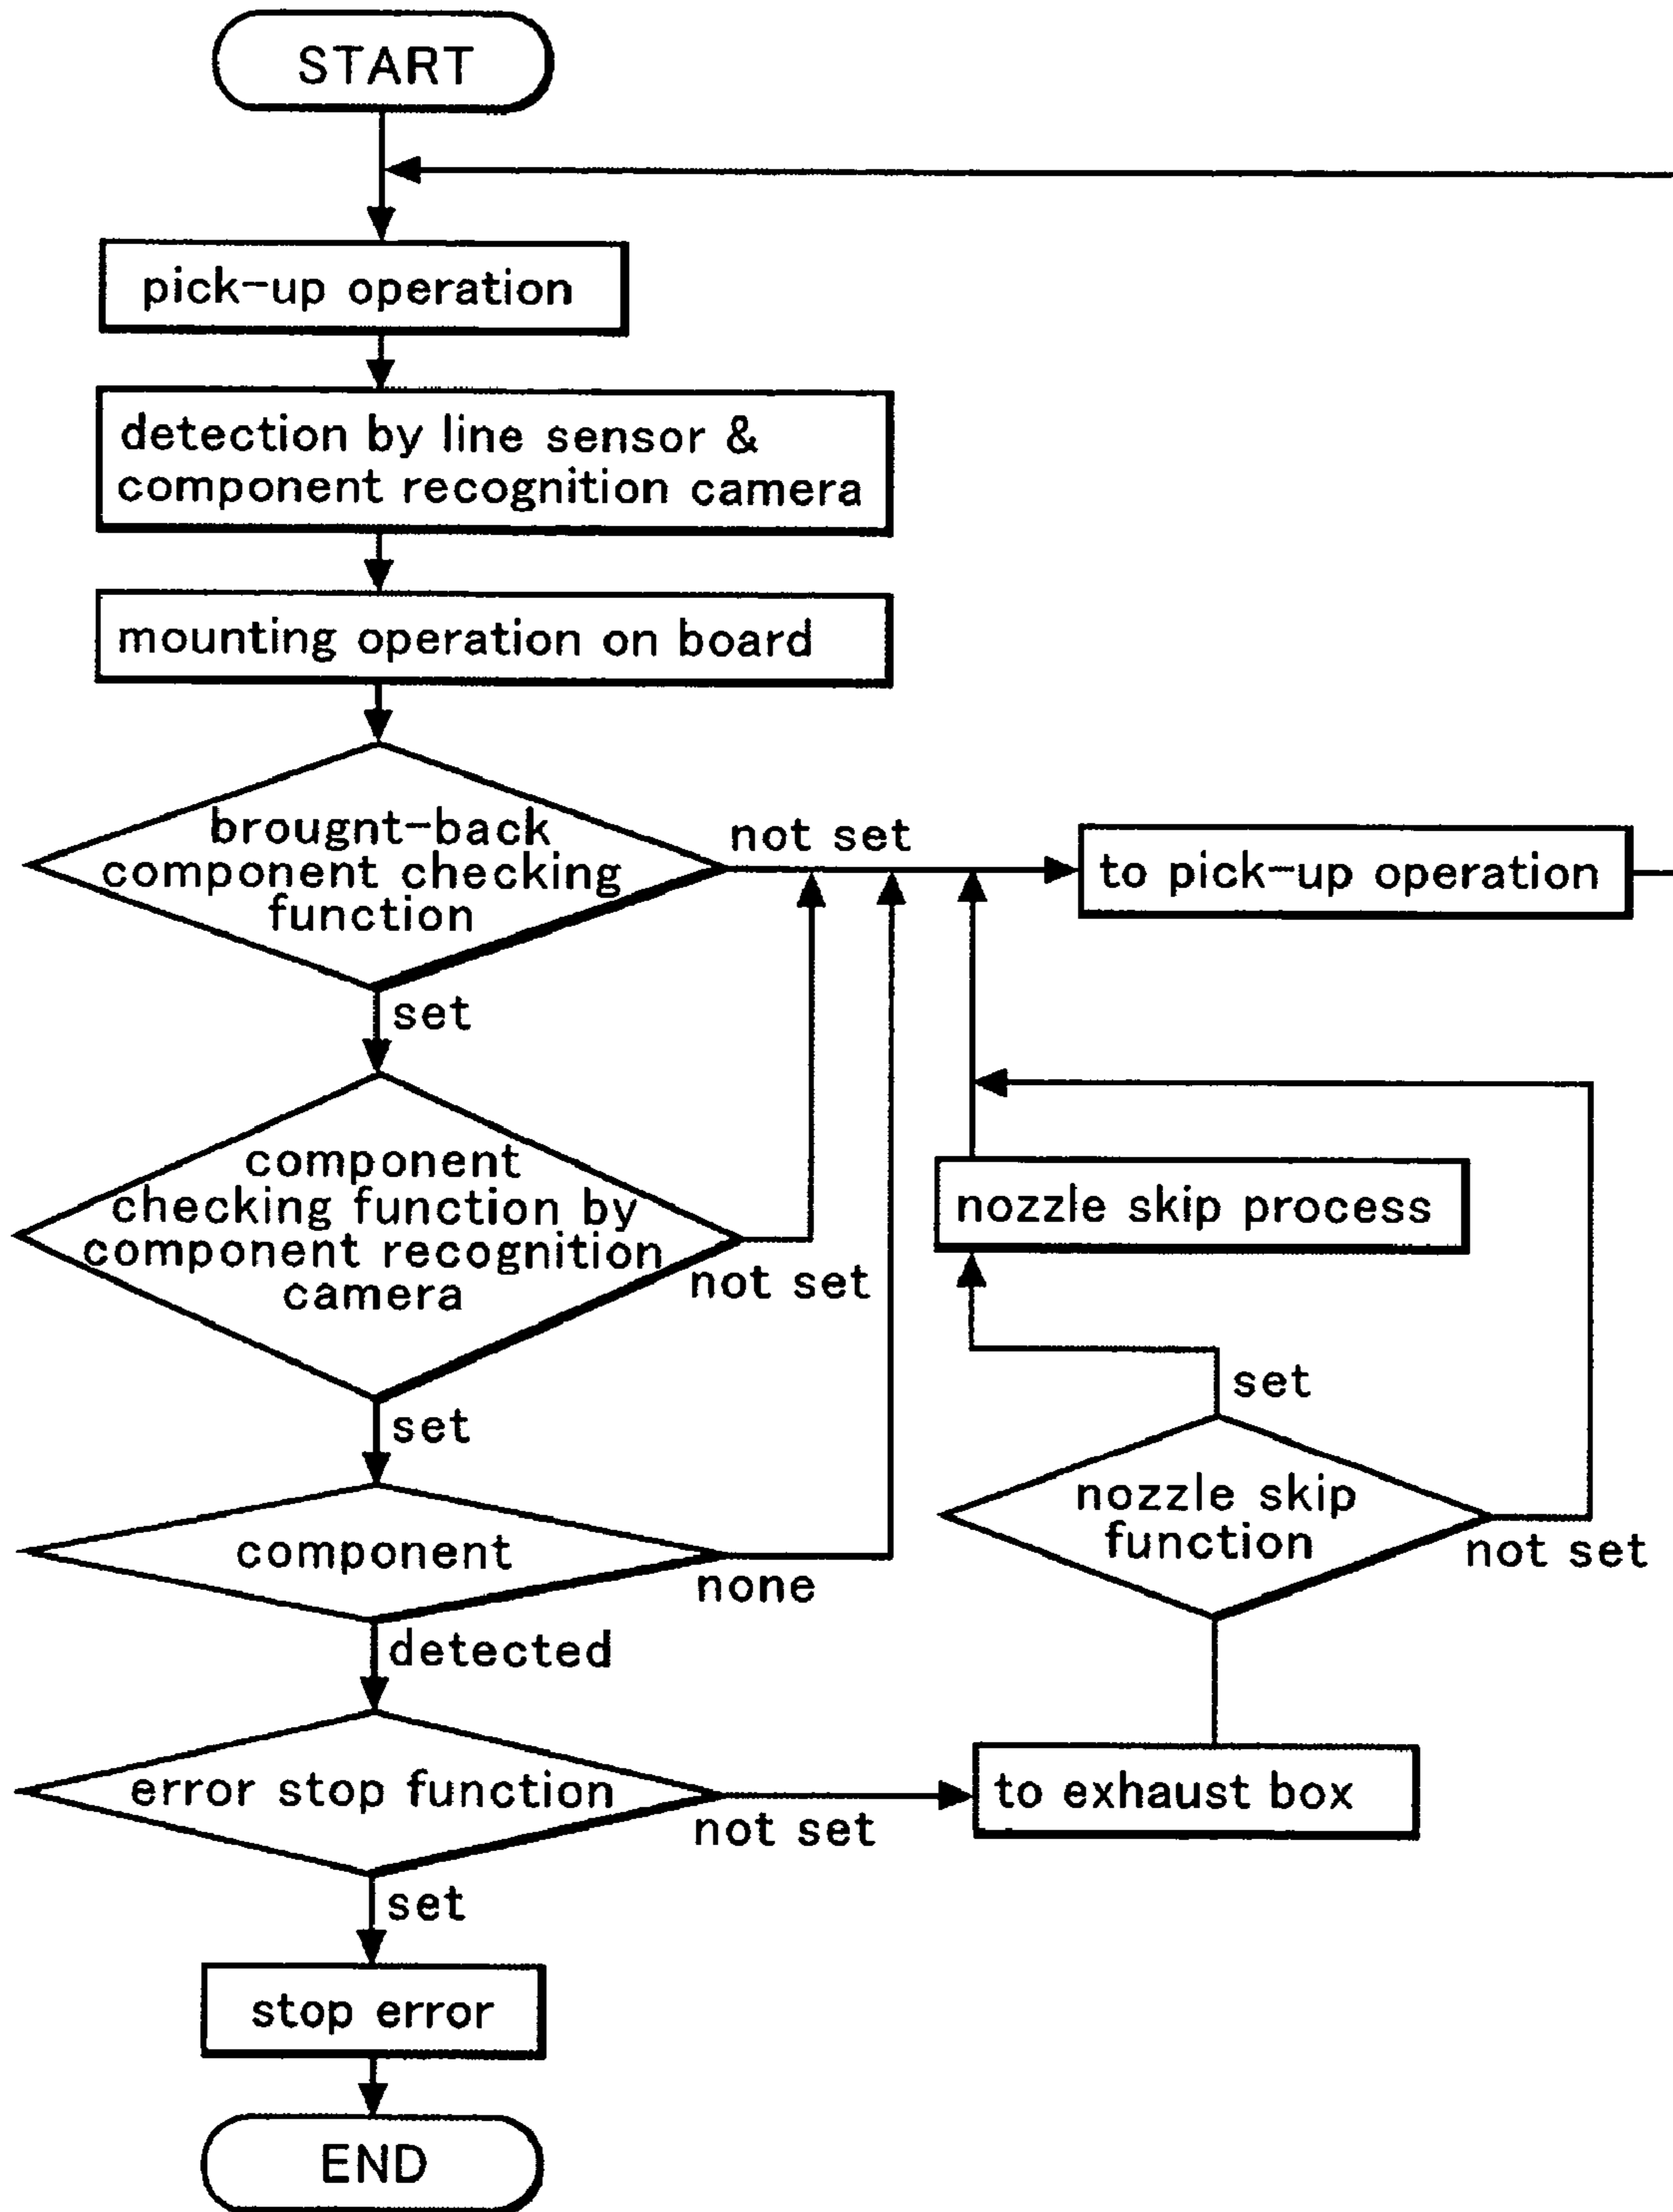 START
pick-up operation
detection by line sensor &
component recognition camera
mounting operation on board
brougnt-back
component checking
function
not set
to pick-up operation
set
component
checking function by
component recognition
camera
not set
nozzle skip process
set
set
component
none
nozzle skip
function
not set
detected
error stop function
not set
to exhaust box
set
stop error
END